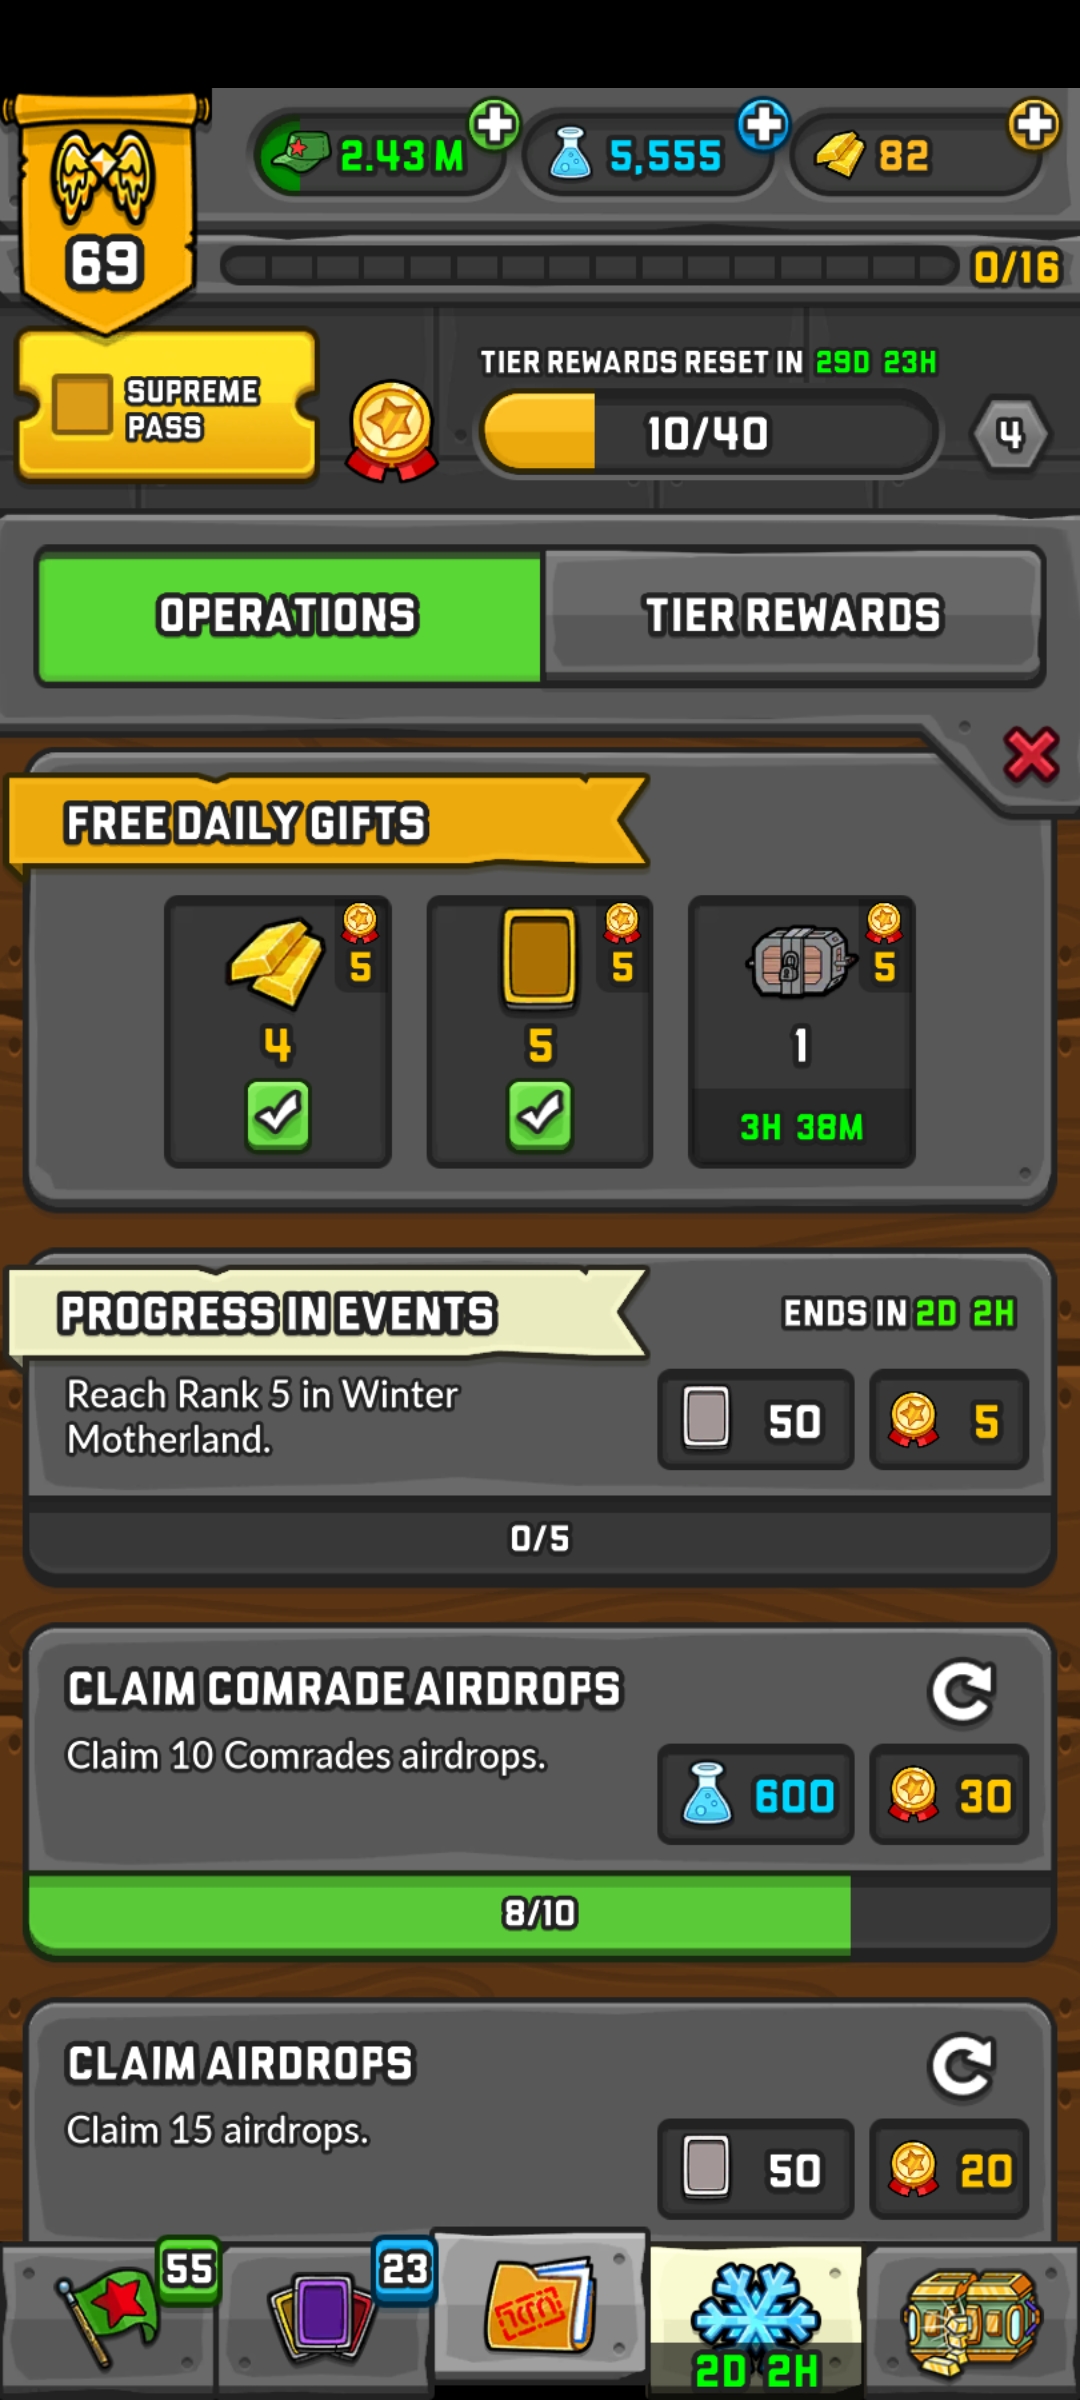 2.43 M
5,555
82
69
0/16
SUPREME
PASS
TIER REWARDS RESET IN 29D 23H
10/40
4
OPERATIONS
TIER REWARDS
FREE DAILY GIFTS
5
5
5
4
5
1
3H 38M
PROGRESS IN EVENTS
ENDS IN 2D 2H
Reach Rank 5 in Winter
Motherland.
50
5
0/5
CLAIM COMRADE AIRDROPS
Claim 10 Comrades airdrops.
600
30
8/10
CLAIM AIRDROPS
Claim 15 airdrops.
50
20
55
23
2D 2H